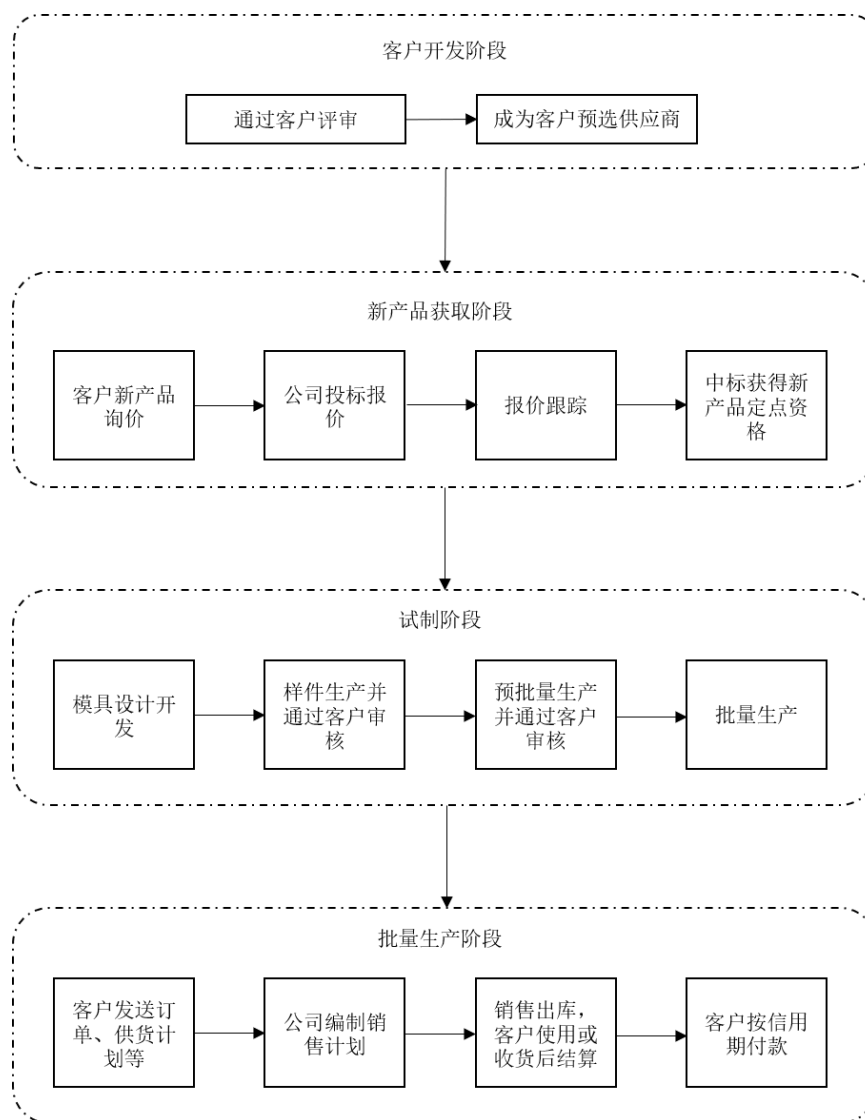 客户开发阶段
通过客户评审
成为客户预选供应商
新产品获取阶段
客户新产品
询价
公司投标报
价
报价跟踪
中标获得新
产品定点资
格
试制阶段
模具设计开
发
样件生产并
通过客户审
核
预批量生产
并通过客户
审核
批量生产
批量生产阶段
客户发送订
单、供货计
划等
公司编制销
售计划
销售出库，
客户使用或
收货后结算
客户按信用
期付款